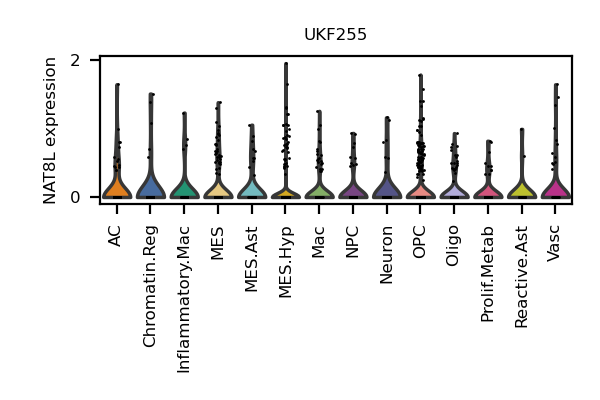 UKF255
NAT8L expression
2
0
AC
Chromatin.Reg
Inflammatory.Mac
MES
MES.Ast
MES.Hyp
Mac
NPC
Neuron
OPC
Oligo
Prolif.Metab
Reactive.Ast
Vasc